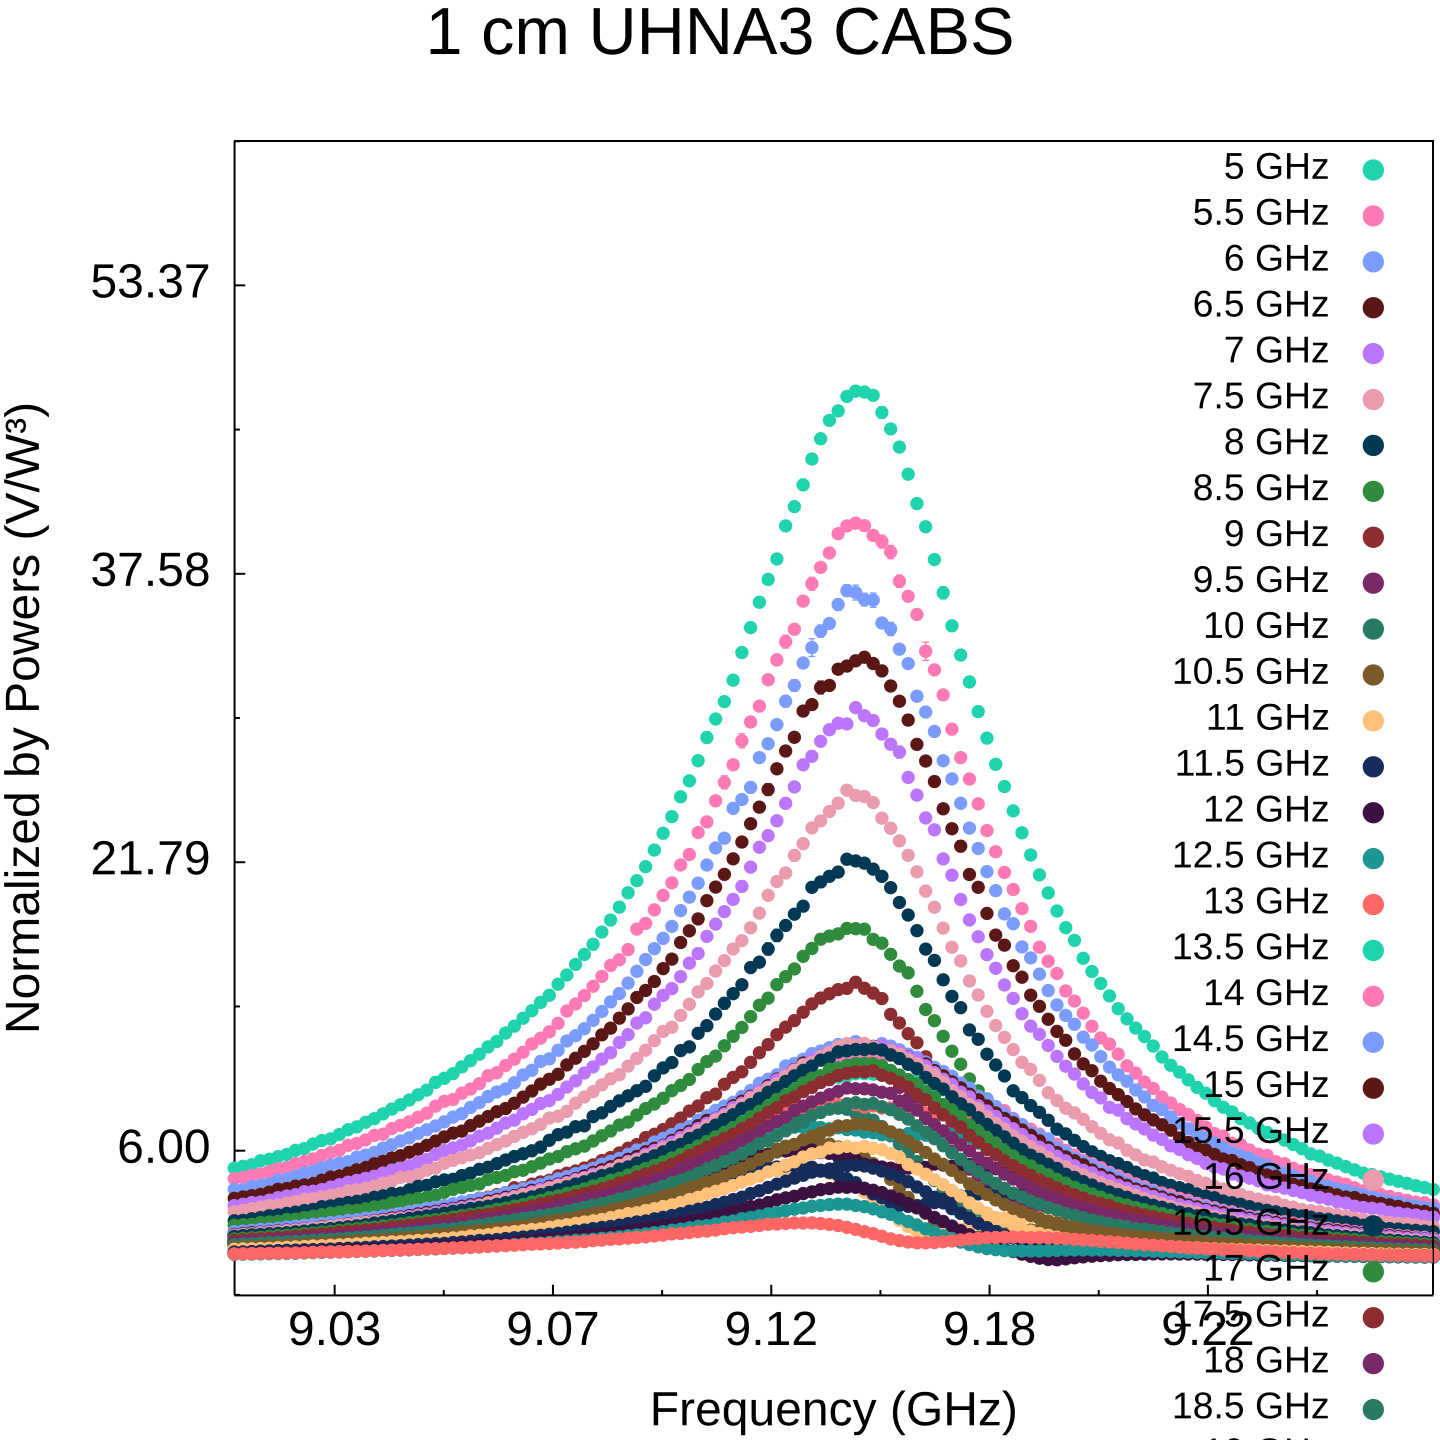 1 cm UHNA3 CABS
Normalized by Powers (V/W³)
53.37
37.58
21.79
6.00
5 GHz
5.5 GHz
6 GHz
6.5 GHz
7 GHz
7.5 GHz
8 GHz
8.5 GHz
9 GHz
9.5 GHz
10 GHz
10.5 GHz
11 GHz
11.5 GHz
12 GHz
12.5 GHz
13 GHz
13.5 GHz
14 GHz
14.5 GHz
15 GHz
15.5 GHz
16 GHz
16.5 GHz
17 GHz
17.5 GHz
18 GHz
18.5 GHz
9.03 9.07 9.12 9.18 9.22
Frequency (GHz)